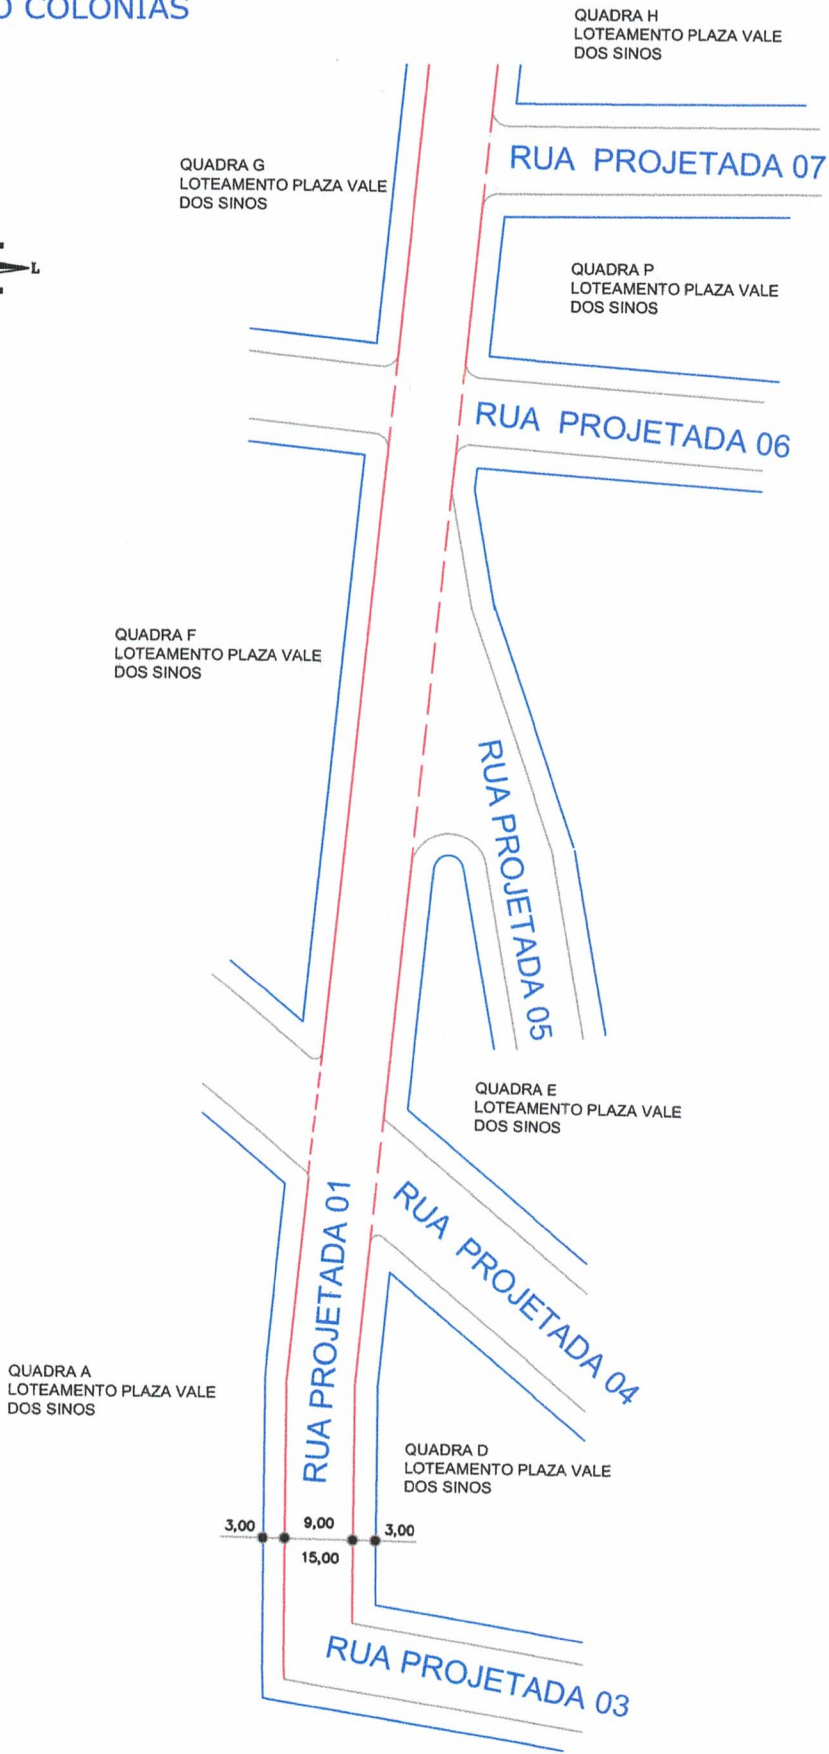 COLONIAS
QUADRA H
LOTEAMENTO PLAZA VALE
DOS SINOS
RUA PROJETADA 07
QUADRA G
LOTEAMENTO PLAZA VALE
DOS SINOS
L
QUADRA P
LOTEAMENTO PLAZA VALE
DOS SINOS
RUA PROJETADA 06
QUADRA F
LOTEAMENTO PLAZA VALE
DOS SINOS
RUA PROJETADA 05
QUADRA E
LOTEAMENTO PLAZA VALE
DOS SINOS
RUA PROJETADA 01
RUA PROJETADA 04
QUADRA A
LOTEAMENTO PLAZA VALE
DOS SINOS
QUADRA D
LOTEAMENTO PLAZA VALE
DOS SINOS
3,00 9,00 3,00
15,00
RUA PROJETADA 03